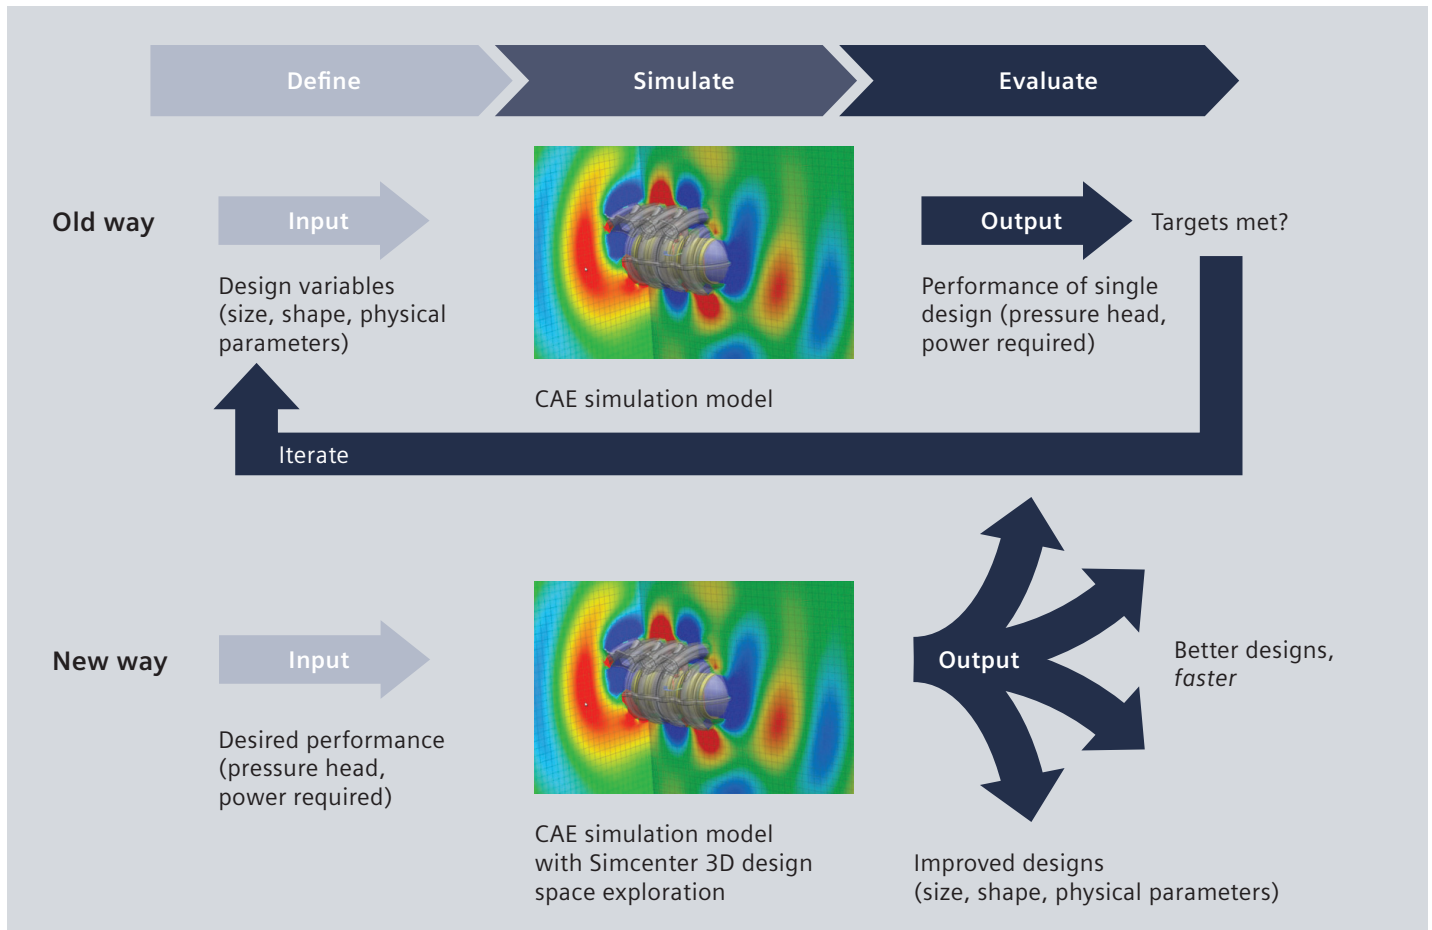 Define
Simulate
Evaluate
Old way
Input
Output
Targets met?
Design variables
(size, shape, physical
parameters)
Performance of single
design (pressure head,
power required)
CAE simulation model
Iterate
New way
Input
Output
Better designs,
faster
Desired performance
(pressure head,
power required)
CAE simulation model
with Simcenter 3D design
space exploration
Improved designs
(size, shape, physical parameters)